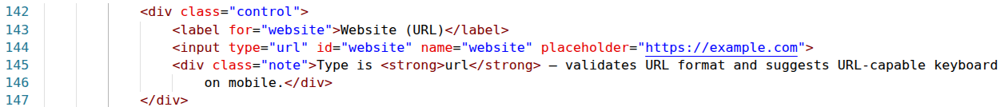 142 <div class="control">
143 <label for="website">Website (URL)</label>
144 <input type="url" id="website" name="website" placeholder="https://example.com">
145 <div class="note">Type is <strong>url</strong> — validates URL format and suggests URL-capable keyboard
146 on mobile.</div>
147 </div>